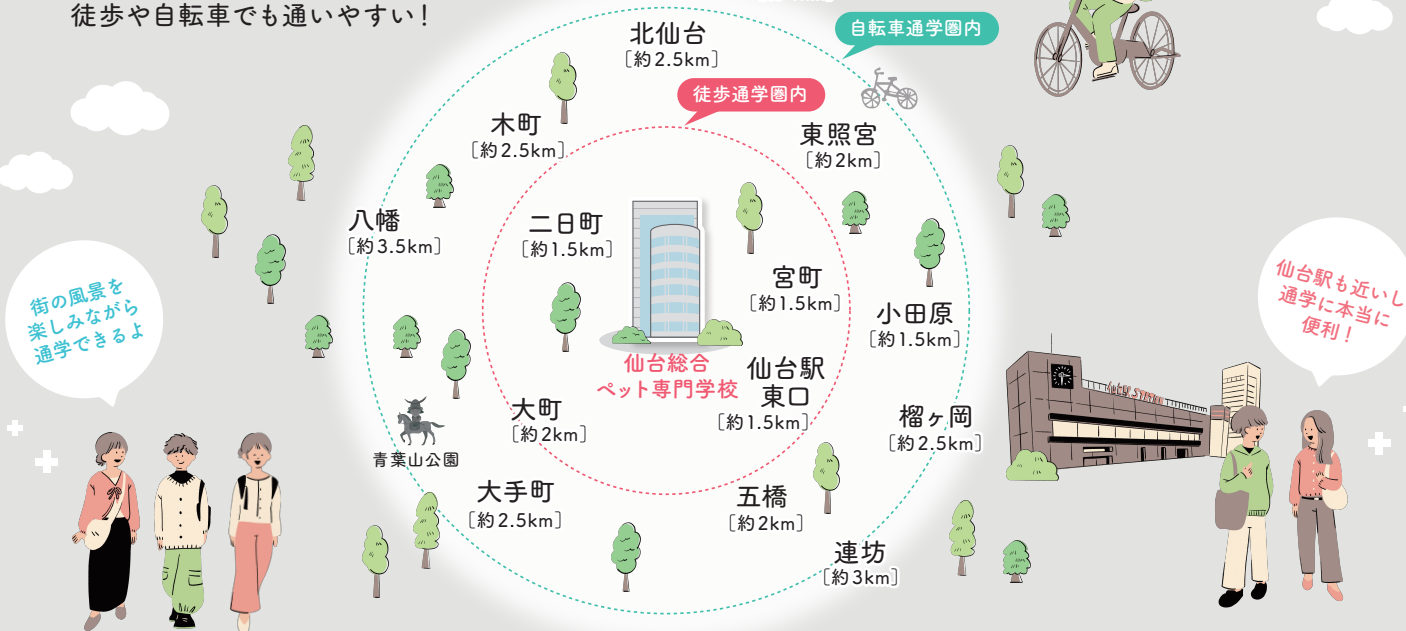 徒歩や自転車でも通いやすい！
自転車通学圏内
北仙台
［約2.5km］
徒歩通学圏内
木町
［約2.5km］
東照宮
［約2km］
八幡
［約3.5km］
二日町
［約1.5km］
宮町
［約1.5km］
小田原
［約1.5km］
街の風景を
楽しみながら
通学できるよ
仙台駅も近いし
通学に本当に
便利！
仙台総合
ペット専門学校
仙台駅
東口
［約1.5km］
大町
［約2km］
榴ヶ岡
［約2.5km］
青葉山公園
大手町
［約2.5km］
五橋
［約2km］
連坊
［約3km］